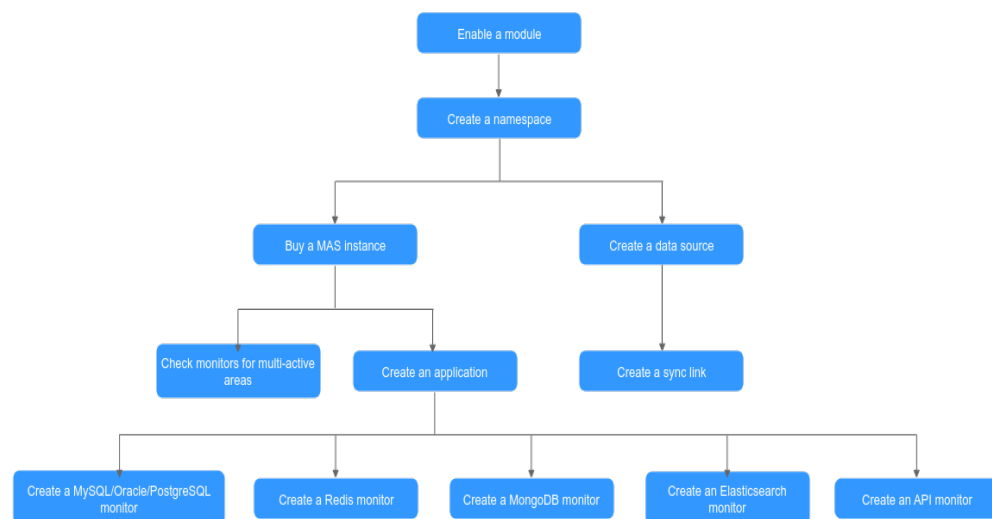 Enable a module
Create a namespace
Buy a MAS instance
Create a data source
Check monitors for multi-active
areas
Create an application
Create a sync link
Create a MySQL/Oracle/PostgreSQL
monitor
Create a Redis monitor
Create a MongoDB monitor
Create an Elasticsearch
monitor
Create an API monitor